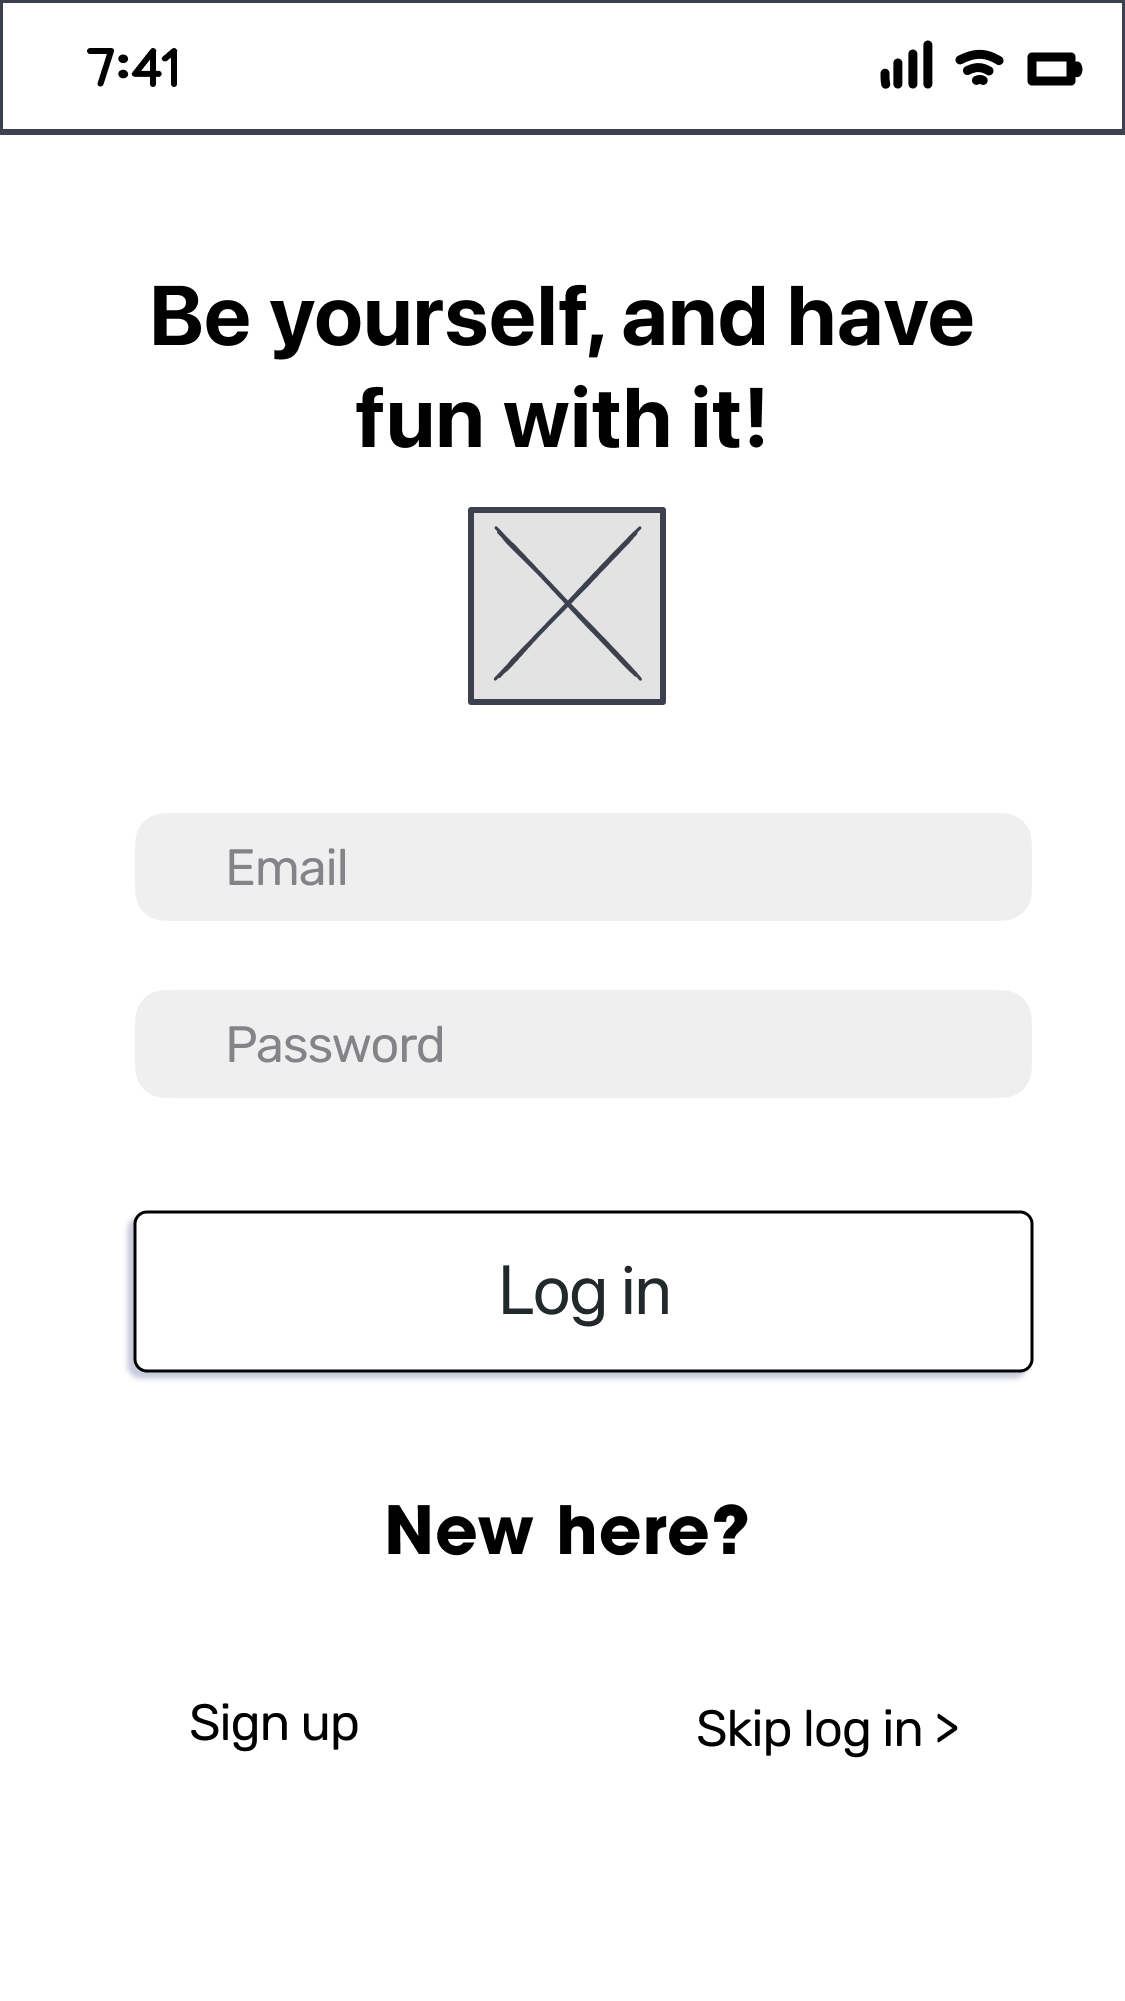 7:41
Be yourself, and have
fun with it!
Email
Password
Log in
New here?
Sign up
Skip log in >